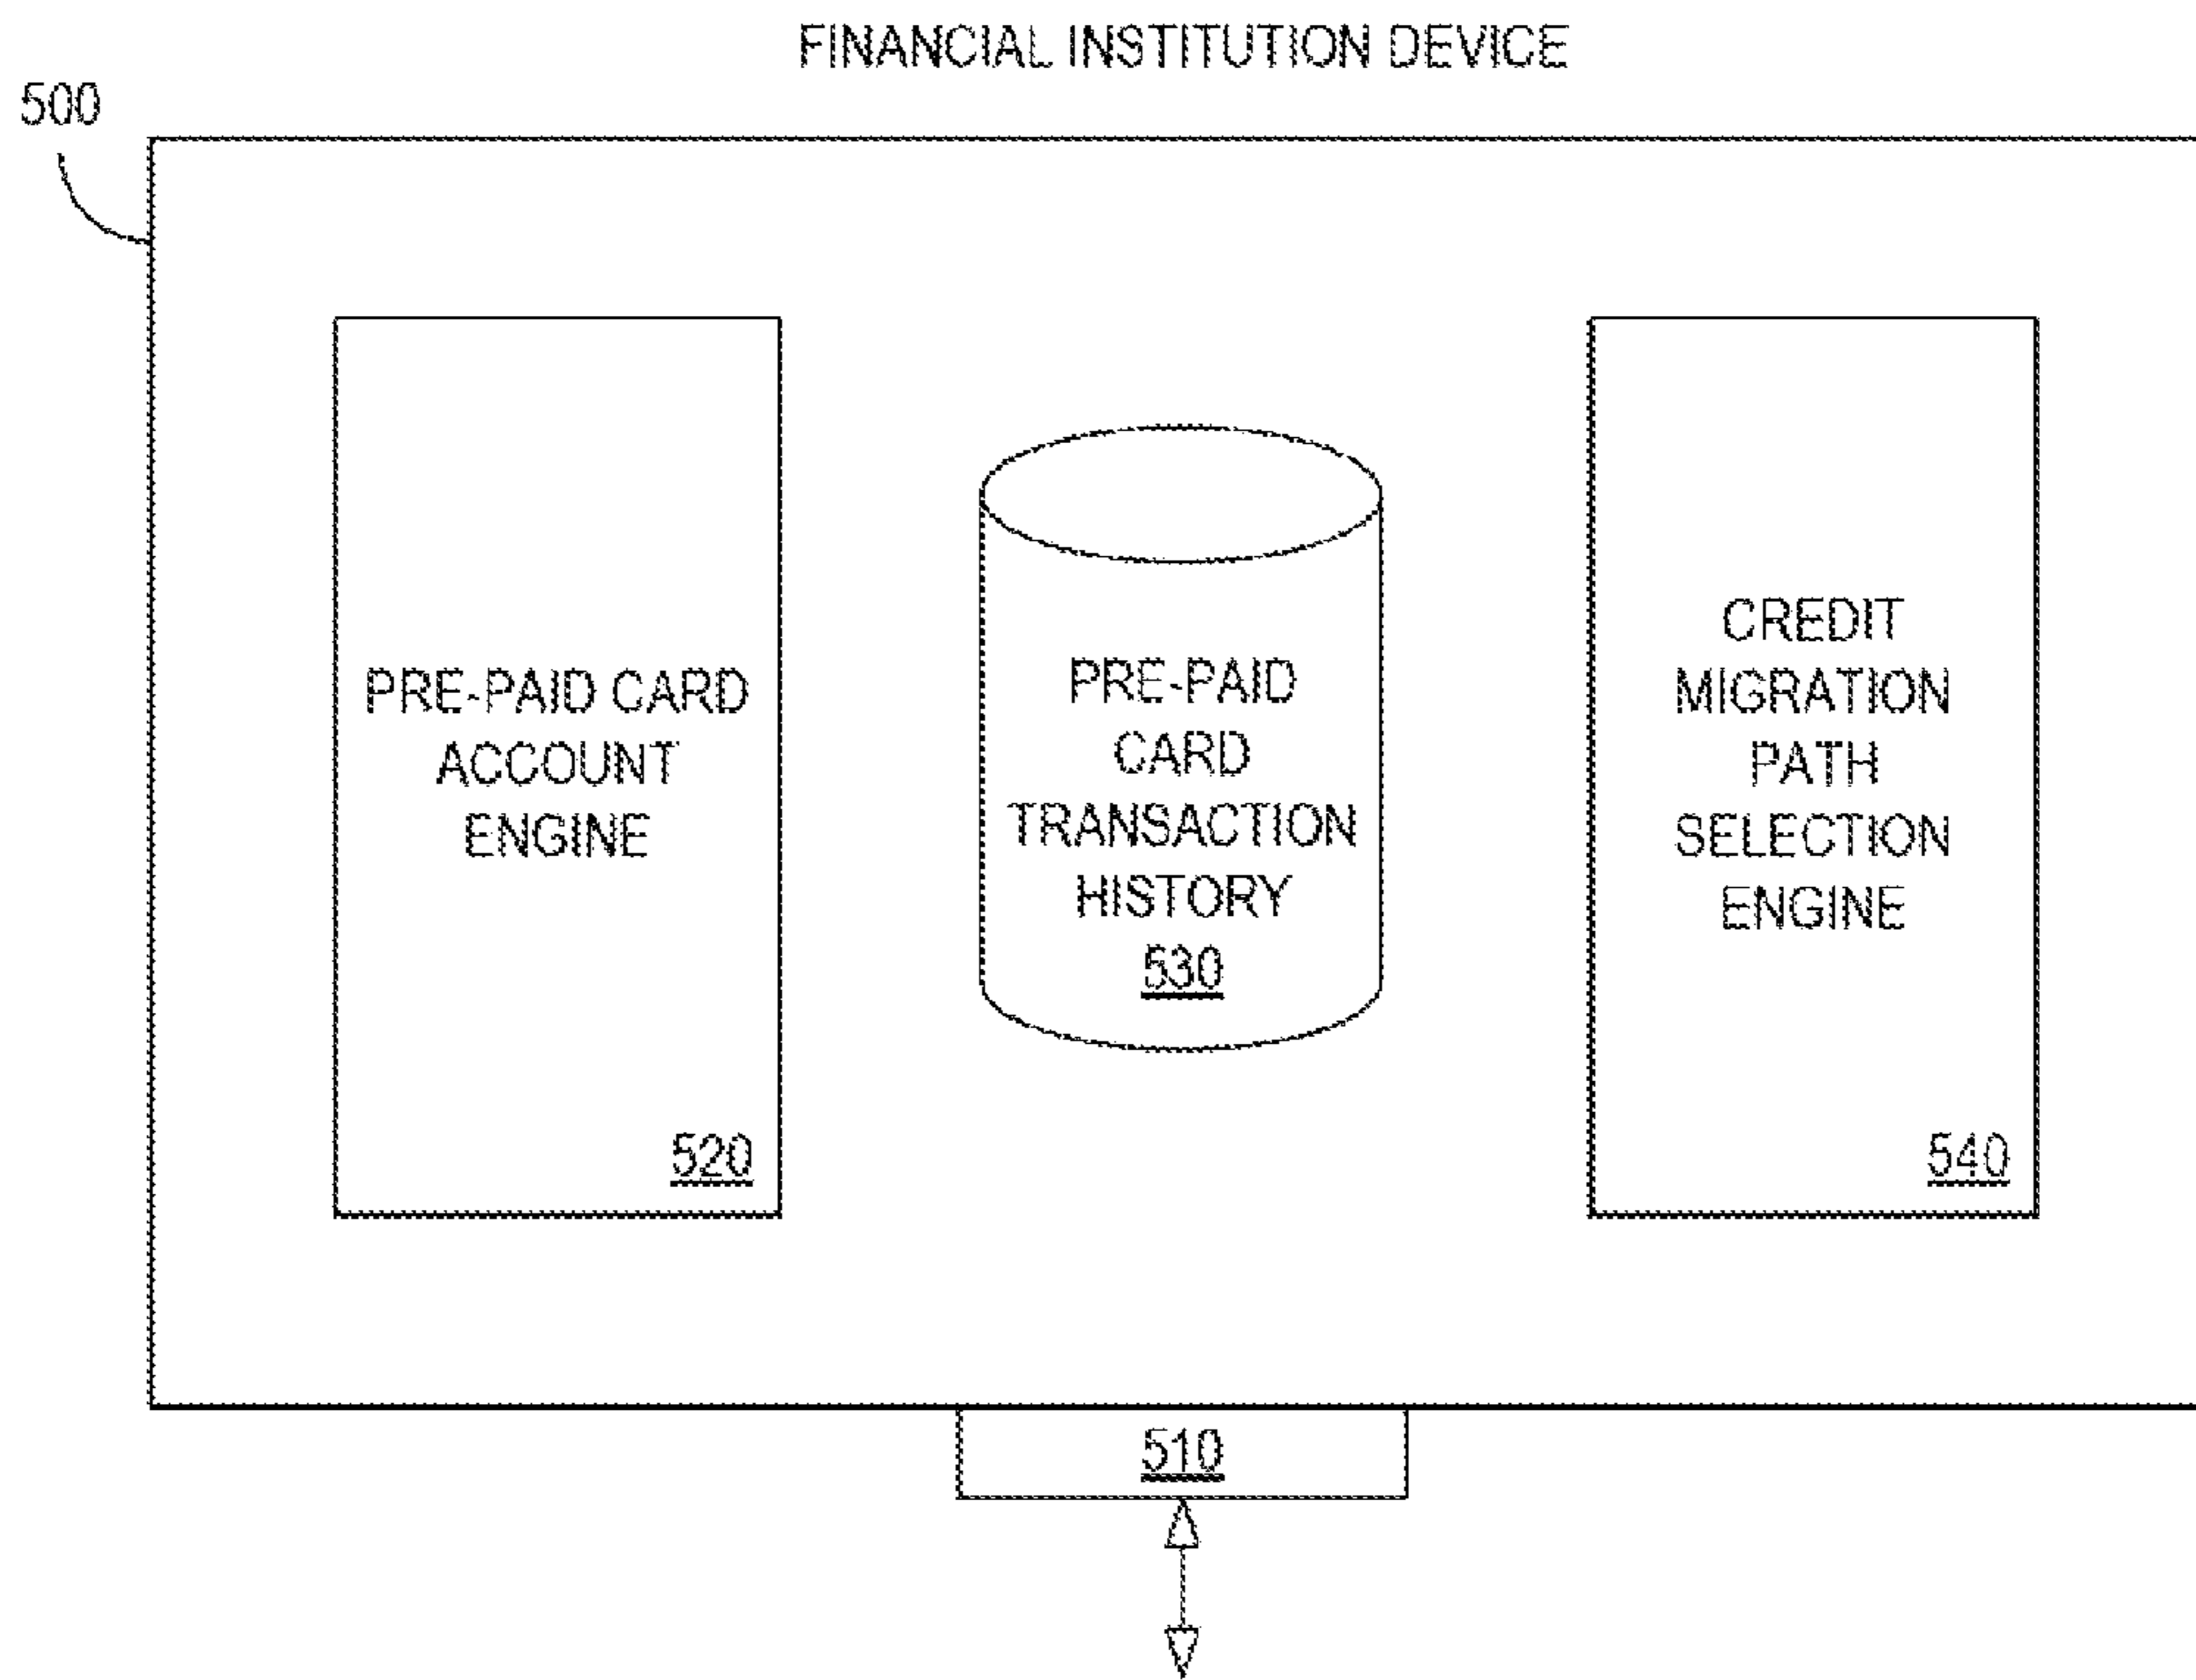 FINANCIAL INSTITUTION DEVICE
500
PRE-PAID CARD
ACCOUNT
ENGINE
520
PRE-PAID
CARD
TRANSACTION
HISTORY
530
CREDIT
MIGRATION
PATH
SELECTION
ENGINE
540
510